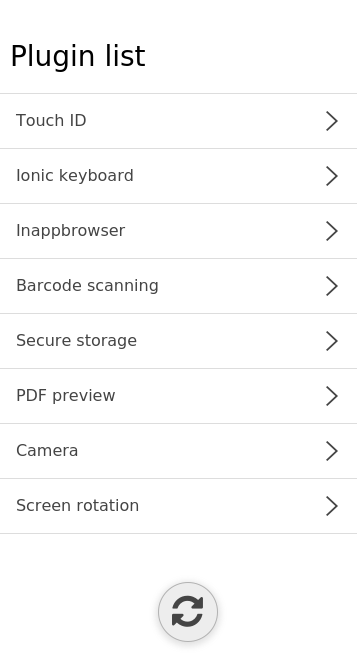 Plugin list
Touch ID
Ionic keyboard
Inappbrowser
Barcode scanning
Secure storage
PDF preview
Camera
Screen rotation